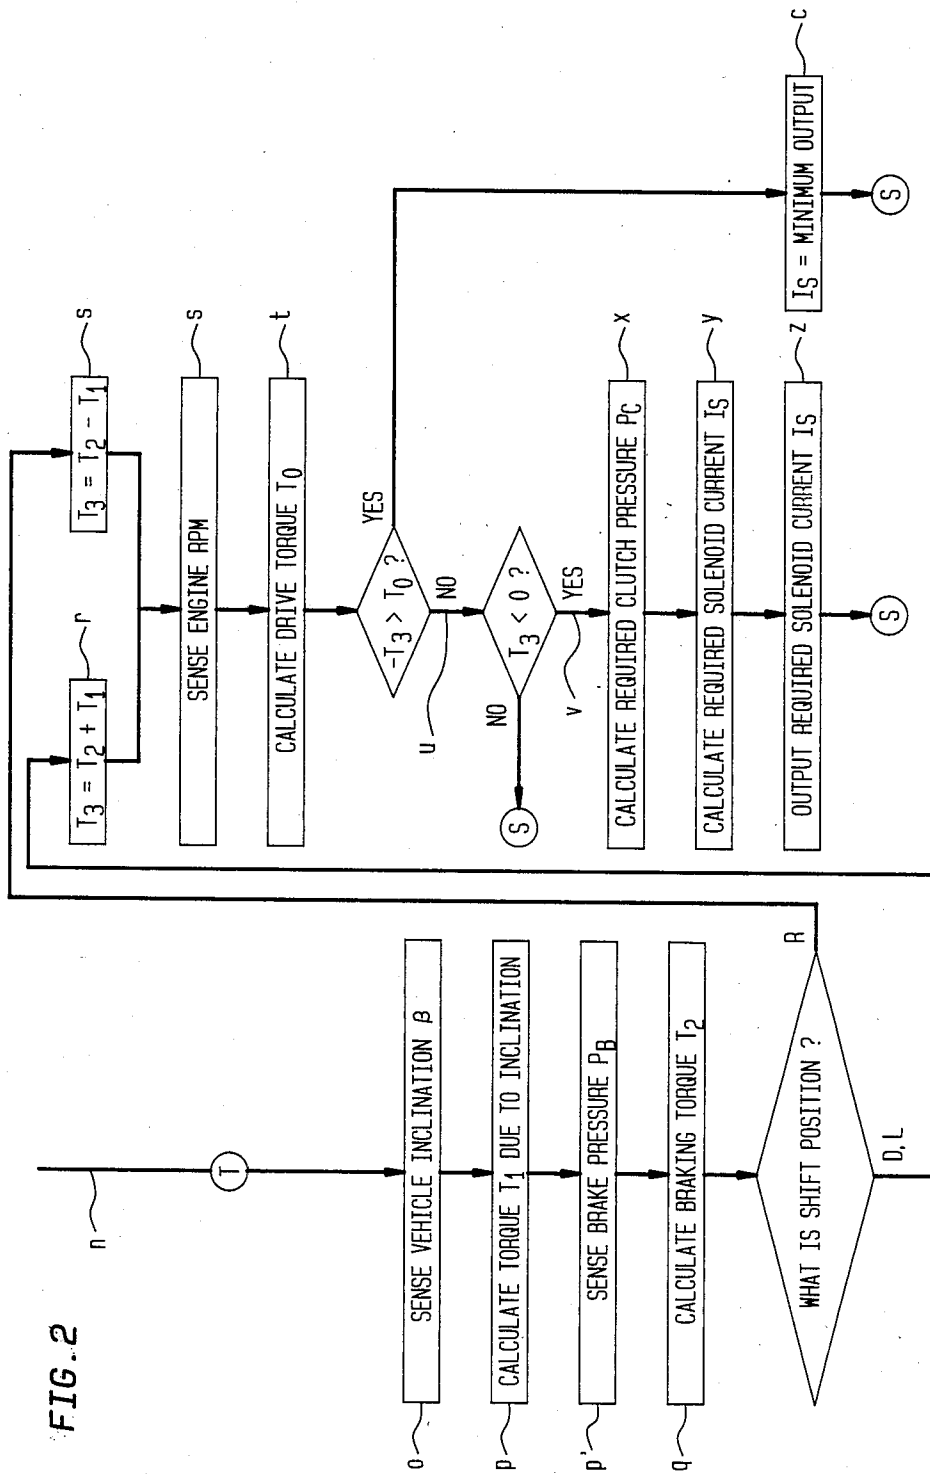 FIG. 2
n
T
o
SENSE VEHICLE INCLINATION β
p
CALCULATE TORQUE T1 DUE TO INCLINATION
p'
SENSE BRAKE PRESSURE PB
q
CALCULATE BRAKING TORQUE T2
WHAT IS SHIFT POSITION ?
R
D,L
T3 = T2 + T1
r
T3 = T2 - T1
s
SENSE ENGINE RPM
s
CALCULATE DRIVE TORQUE T0
t
-T3 > T0 ?
YES
NO
u
T3 < 0 ?
NO
S
YES
v
CALCULATE REQUIRED CLUTCH PRESSURE PC
x
CALCULATE REQUIRED SOLENOID CURRENT IS
y
OUTPUT REQUIRED SOLENOID CURRENT IS
z
S
IS = MINIMUM OUTPUT
c
S